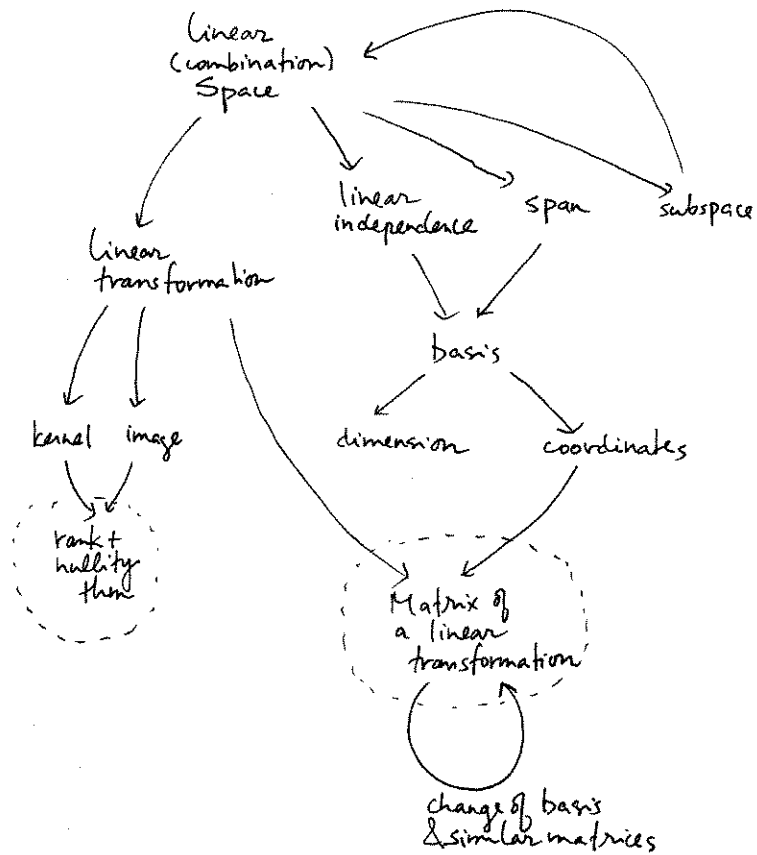 Linear
(combination)
Space
linear
independence
span
subspace
Linear
transformation
basis
kernel
image
dimension
coordinates
rank +
nullity
thm
Matrix of
a linear
transformation
change of basis
& similar matrices